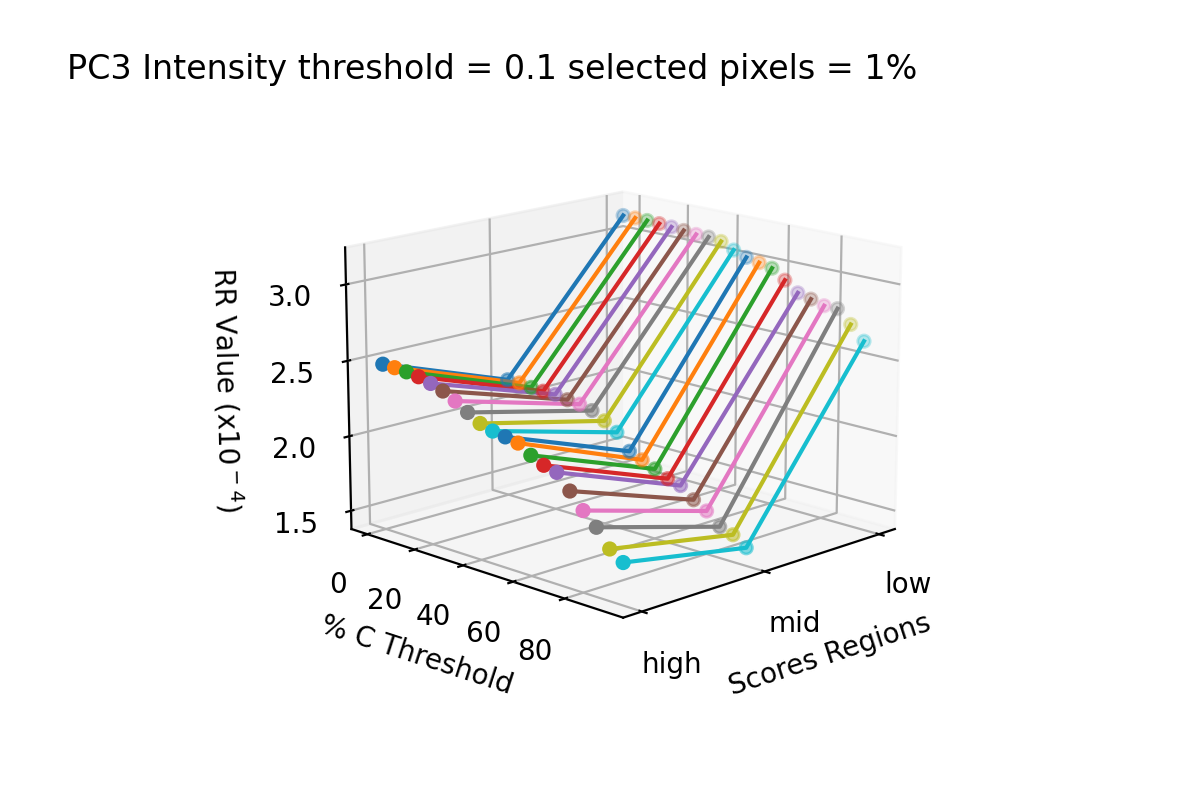 PC3 Intensity threshold = 0.1 selected pixels = 1%
RR Value (x10⁻⁴)
3.0
2.5
2.0
1.5
0
20
40
60
80
% C Threshold
high
mid
low
Scores Regions